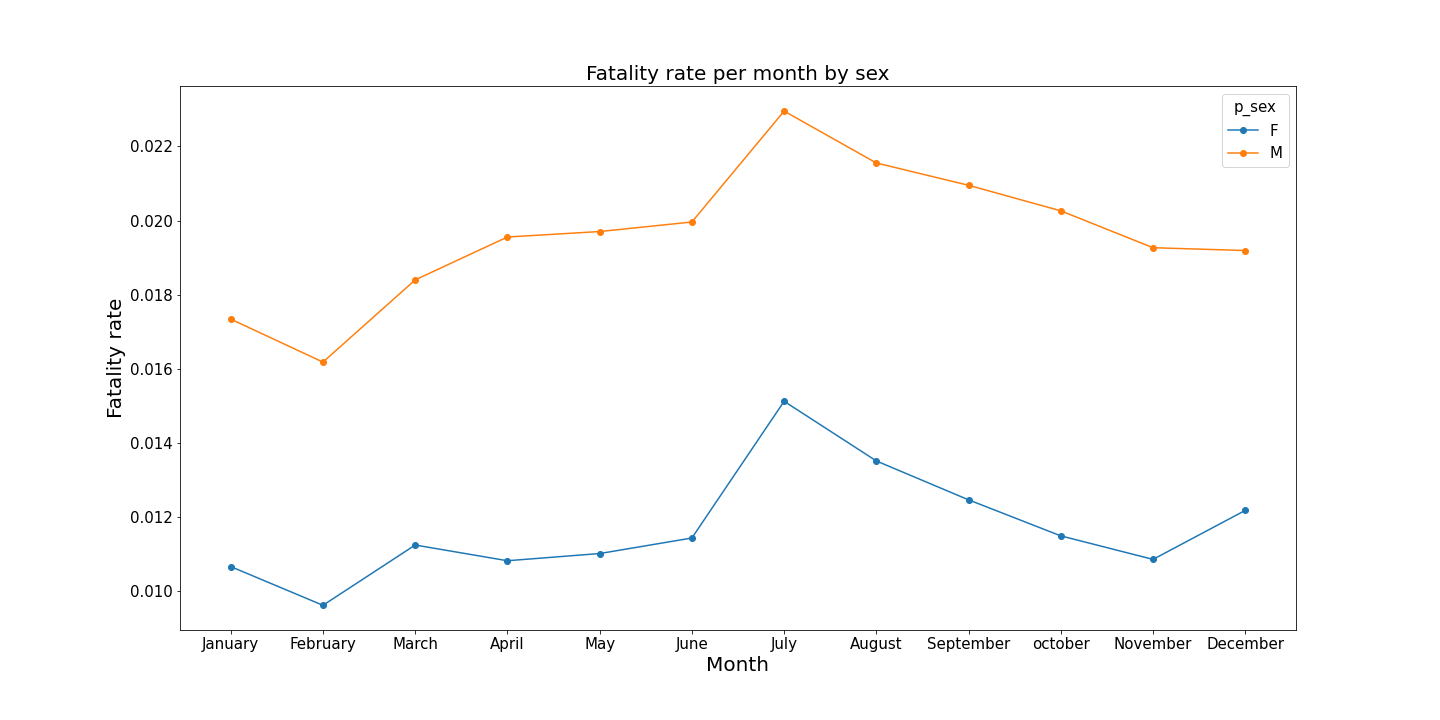 Fatality rate per month by sex
p_sex
F
M
0.022
0.020
0.018
0.016
0.014
0.012
0.010
Fatality rate
January February March April May June July August September october November December
Month